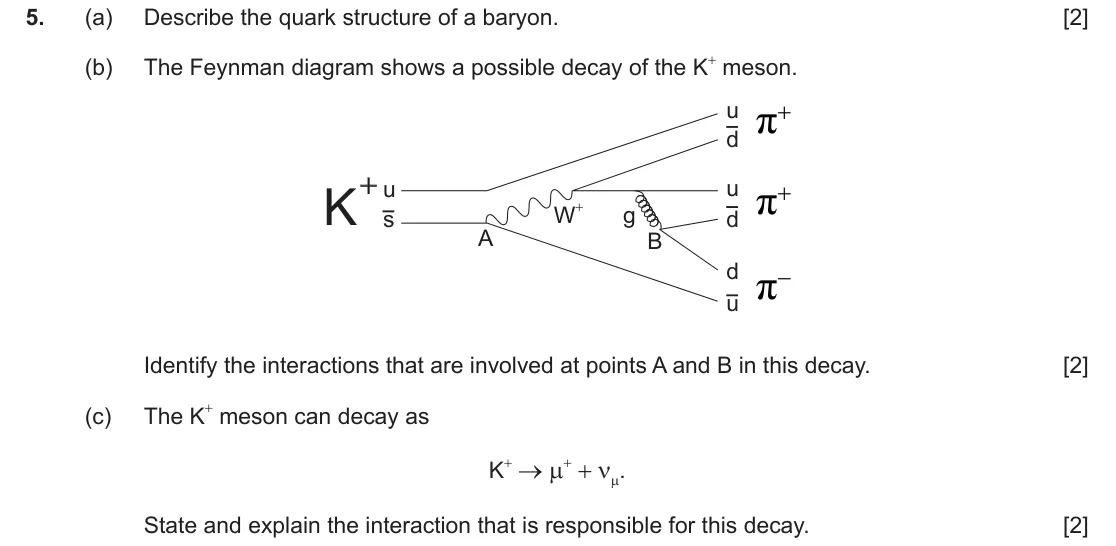 5. (a) Describe the quark structure of a baryon. [2]
(b) The Feynman diagram shows a possible decay of the K⁺ meson.
u
π⁺
d̅
K⁺
u
u
π⁺
s̅
W⁺
g
d̅
A
B
d
π⁻
u̅
Identify the interactions that are involved at points A and B in this decay. [2]
(c) The K⁺ meson can decay as
K⁺ → μ⁺ + νμ.
State and explain the interaction that is responsible for this decay. [2]